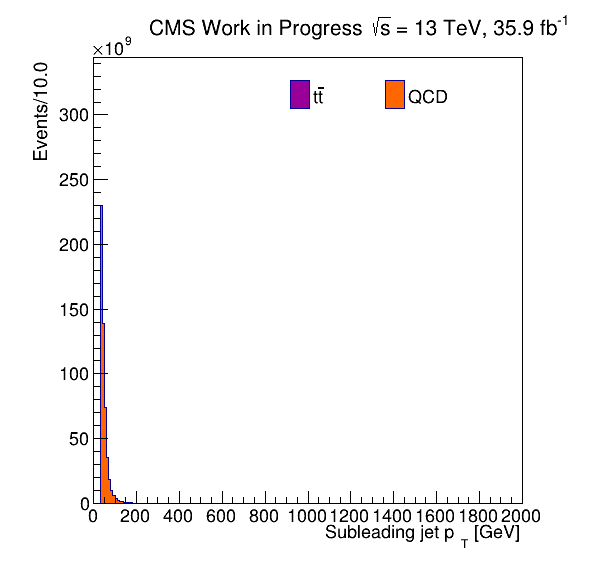 CMS Work in Progress √s = 13 TeV, 35.9 fb⁻¹
×10⁹
Events/10.0
tt̄
QCD
300
250
200
150
100
50
0
0 200 400 600 800 1000 1200 1400 1600 1800 2000
Subleading jet p_T [GeV]